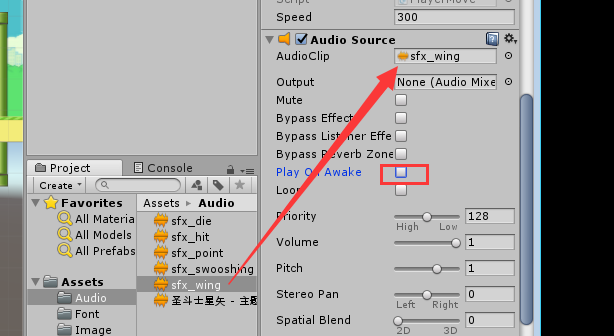 PlayerMove
Speed
300
Audio Source
AudioClip
sfx_wing
Output
None (Audio Mixe
Mute
Bypass Effect
Bypass Listener Effe
Bypass Reverb Zone
Play On Awake
Loop
Priority
128
High Low
Volume
1
Pitch
1
Stereo Pan
0
Left Right
Spatial Blend
0
2D 3D
Project
Console
Create
Favorites
All Materia
All Models
All Prefabs
Assets
Audio
Font
Image
Assets Audio
sfx_die
sfx_hit
sfx_point
sfx_swooshing
sfx_wing
圣斗士星矢 - 主题